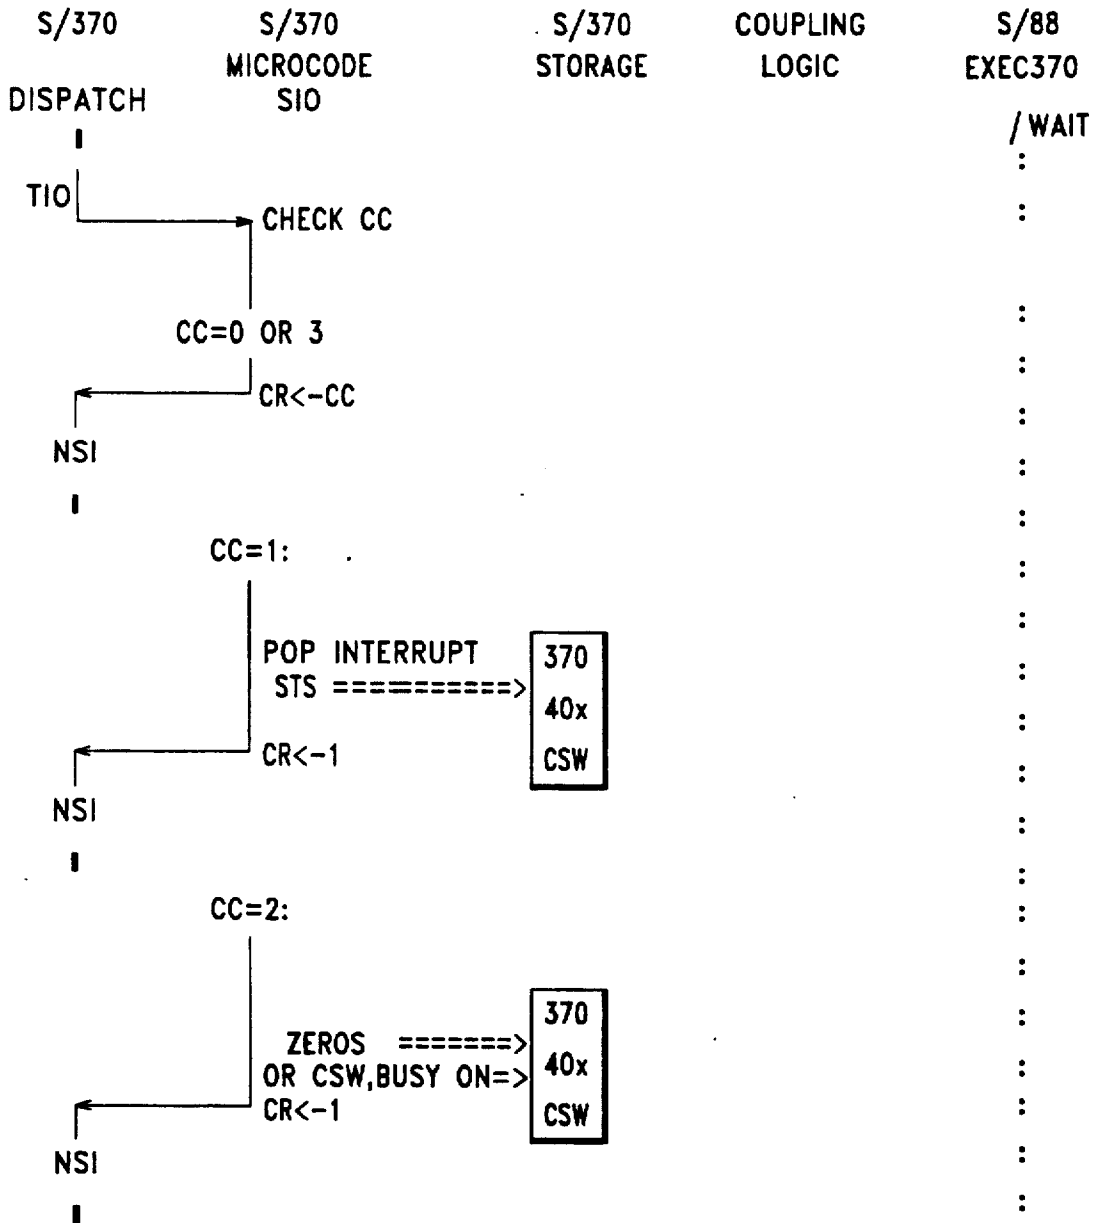 S/370 S/370 S/370 COUPLING S/88
MICROCODE STORAGE LOGIC EXEC370
DISPATCH SIO
/WAIT
TIO
CHECK CC
CC=0 OR 3
CR<-CC
NSI
CC=1:
POP INTERRUPT 370
STS ===========>
40x
CR<-1 CSW
NSI
CC=2:
370
ZEROS =======>
OR CSW,BUSY ON=> 40x
CR<-1 CSW
NSI